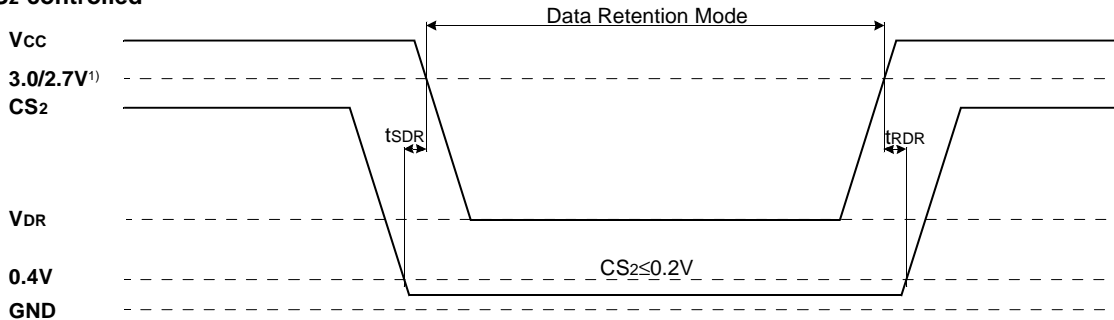 CS2 controlled
Data Retention Mode
VCC
3.0/2.7V1)
CS2
tSDR
tRDR
VDR
CS2≤0.2V
0.4V
GND